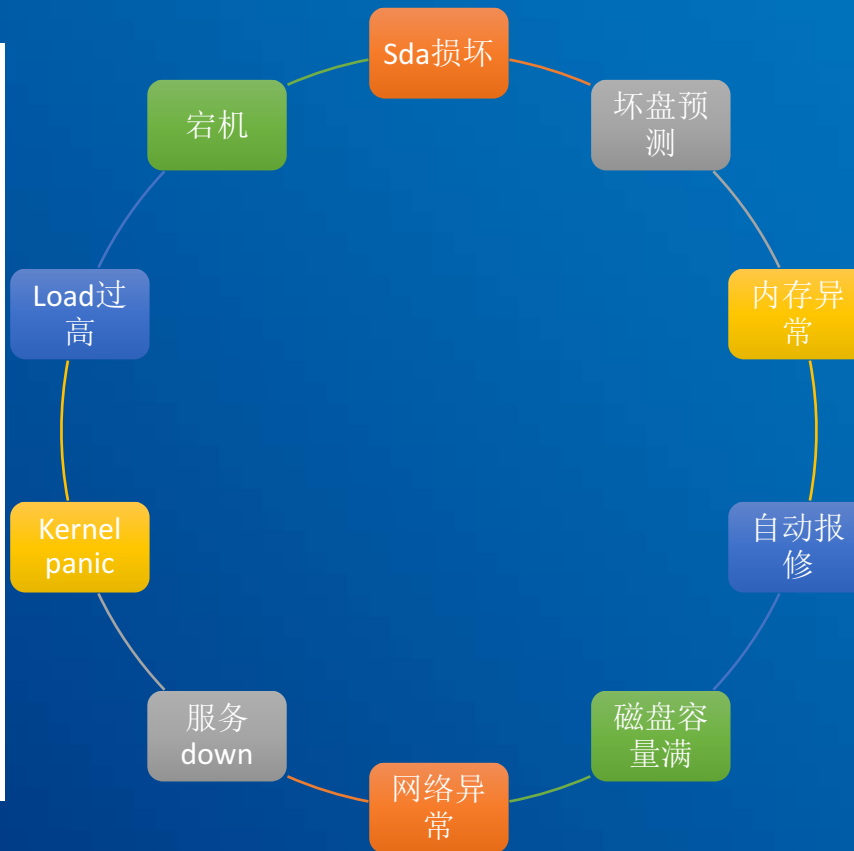 Sda损坏
坏盘预
测
内存异
常
自动报
修
磁盘容
量满
网络异
常
服务
down
Kernel
panic
Load过
高
宕机